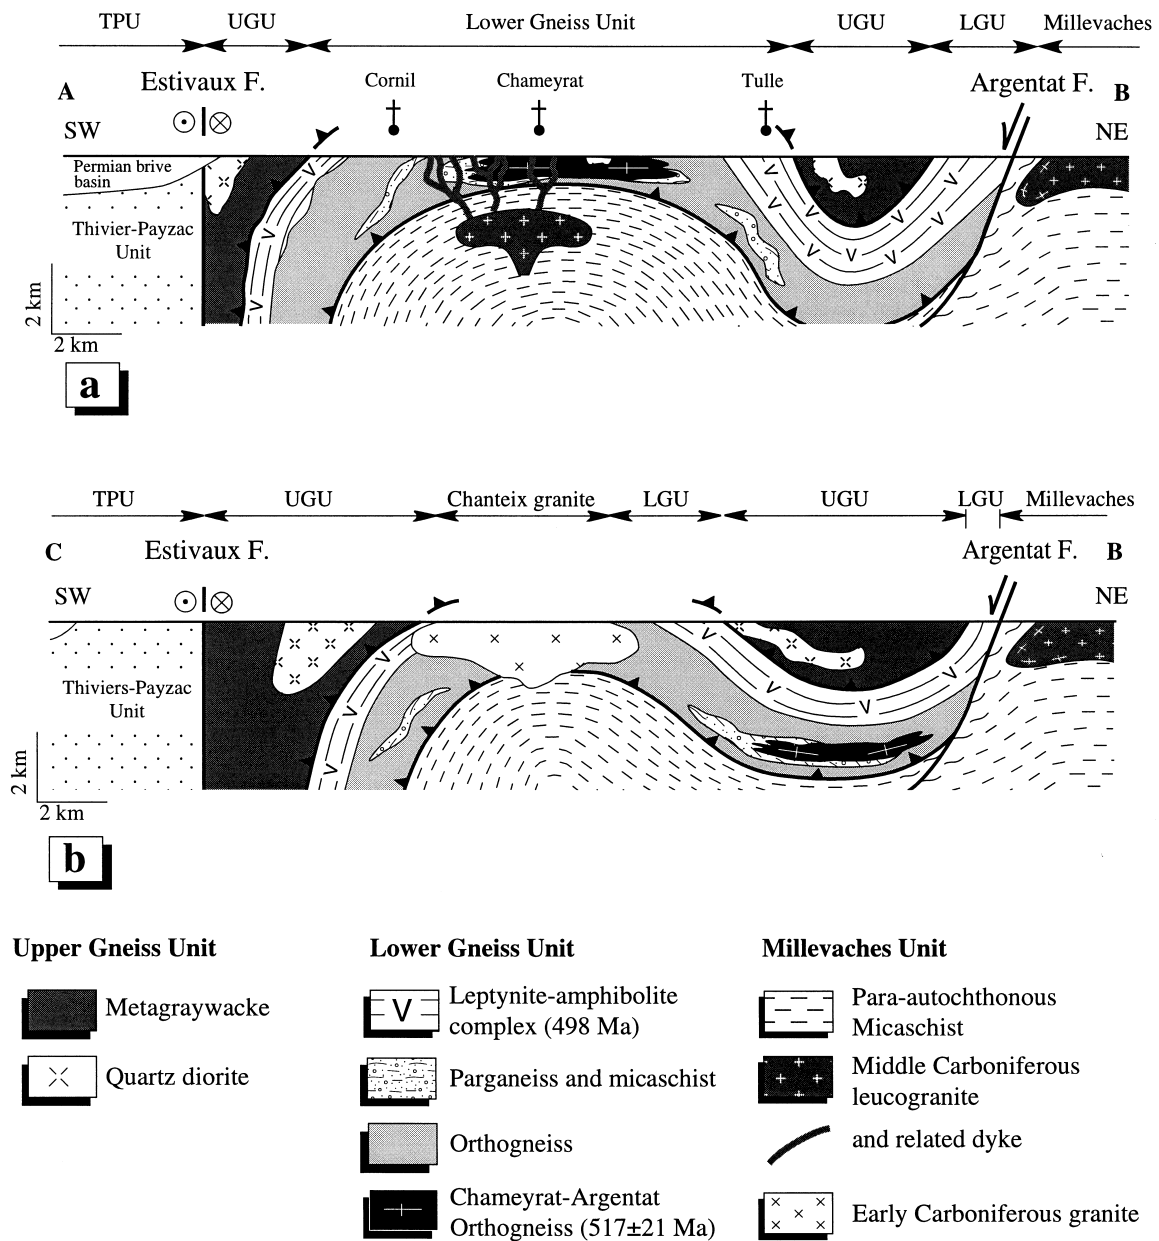 TPU UGU Lower Gneiss Unit UGU LGU Millevaches
Estivaux F. Cornil Chameyrat Tulle Argentat F.
A B
SW NE
Permian brive
basin
Thivier-Payzac
Unit
V V V V V V V V V V V
2 km
2 km
a
TPU UGU Chanteix granite LGU UGU LGU Millevaches
C Estivaux F. Argentat F. B
SW NE
Thiviers-Payzac
Unit
V V V V V
2 km
2 km
b
Upper Gneiss Unit
Metagraywacke
Quartz diorite
Lower Gneiss Unit
V
Leptynite-amphibolite
complex (498 Ma)
Parganeiss and micaschist
Orthogneiss
Chameyrat-Argentat
Orthogneiss (517±21 Ma)
Millevaches Unit
Para-autochthonous
Micaschist
Middle Carboniferous
leucogranite
and related dyke
Early Carboniferous granite